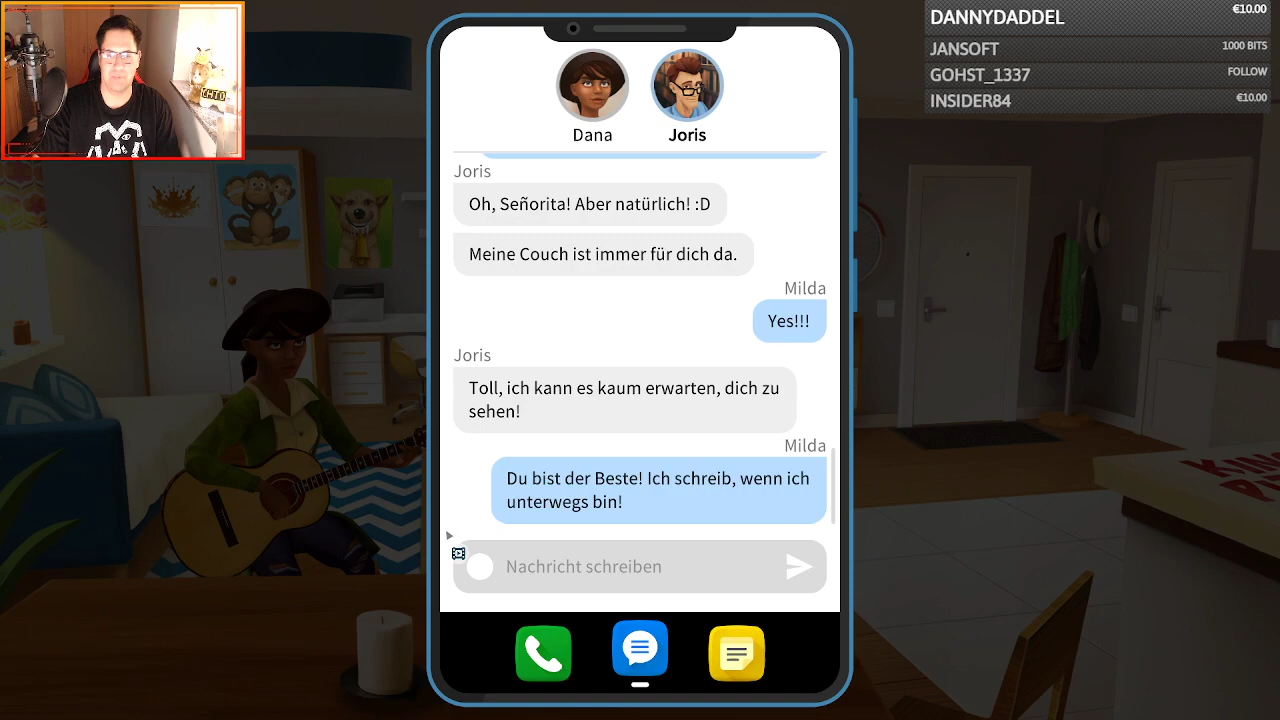 DANNYDADDEL €10.00
JANSOFT 1000 BITS
GOHST_1337 FOLLOW
INSIDER84 €10.00
CHTD
Dana
Joris
Joris
Oh, Señorita! Aber natürlich! :D
Meine Couch ist immer für dich da.
Milda
Yes!!!
Joris
Toll, ich kann es kaum erwarten, dich zu
sehen!
Milda
Du bist der Beste! Ich schreib, wenn ich
unterwegs bin!
Nachricht schreiben